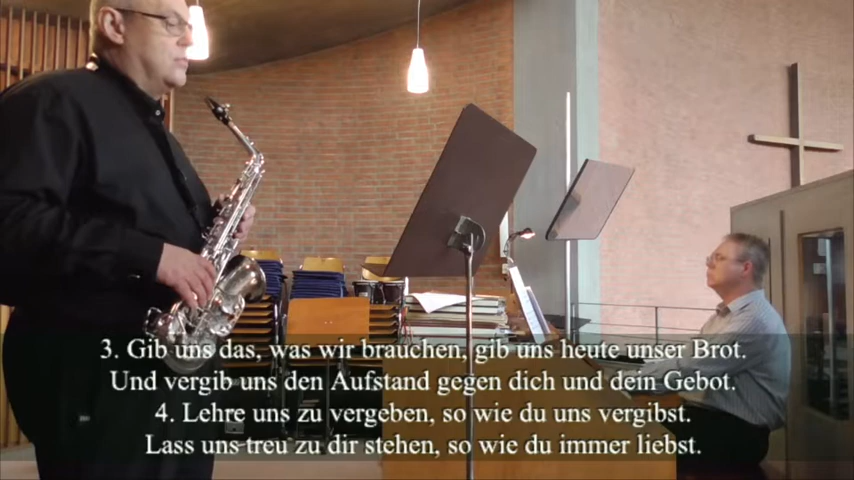 3. Gib uns das, was wir brauchen, gib uns heute unser Brot.
Und vergib uns den Aufstand gegen dich und dein Gebot.
4. Lehre uns zu vergeben, so wie du uns vergibst.
Lass uns treu zu dir stehen, so wie du immer liebst.